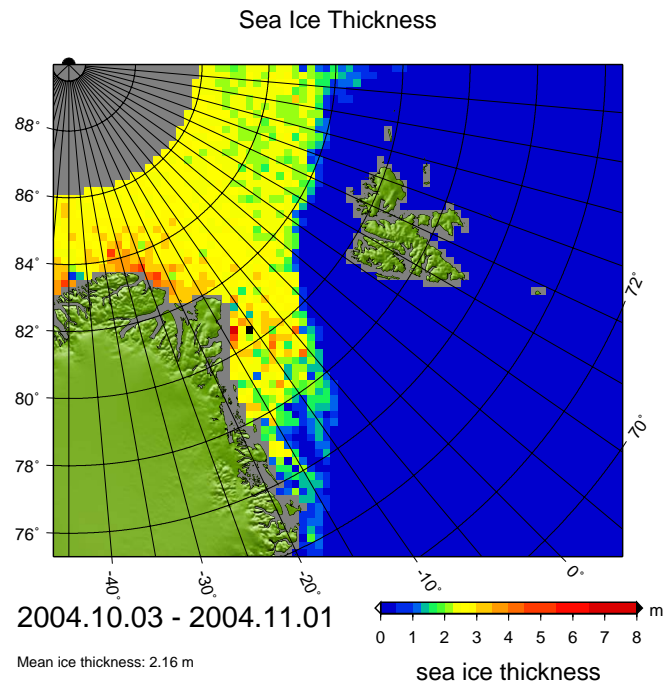 Sea Ice Thickness
88°
86°
84°
82°
80°
78°
76°
72°
70°
-40°
-30°
-20°
-10°
0°
2004.10.03 - 2004.11.01
Mean ice thickness: 2.16 m
0 1 2 3 4 5 6 7 8 m
sea ice thickness